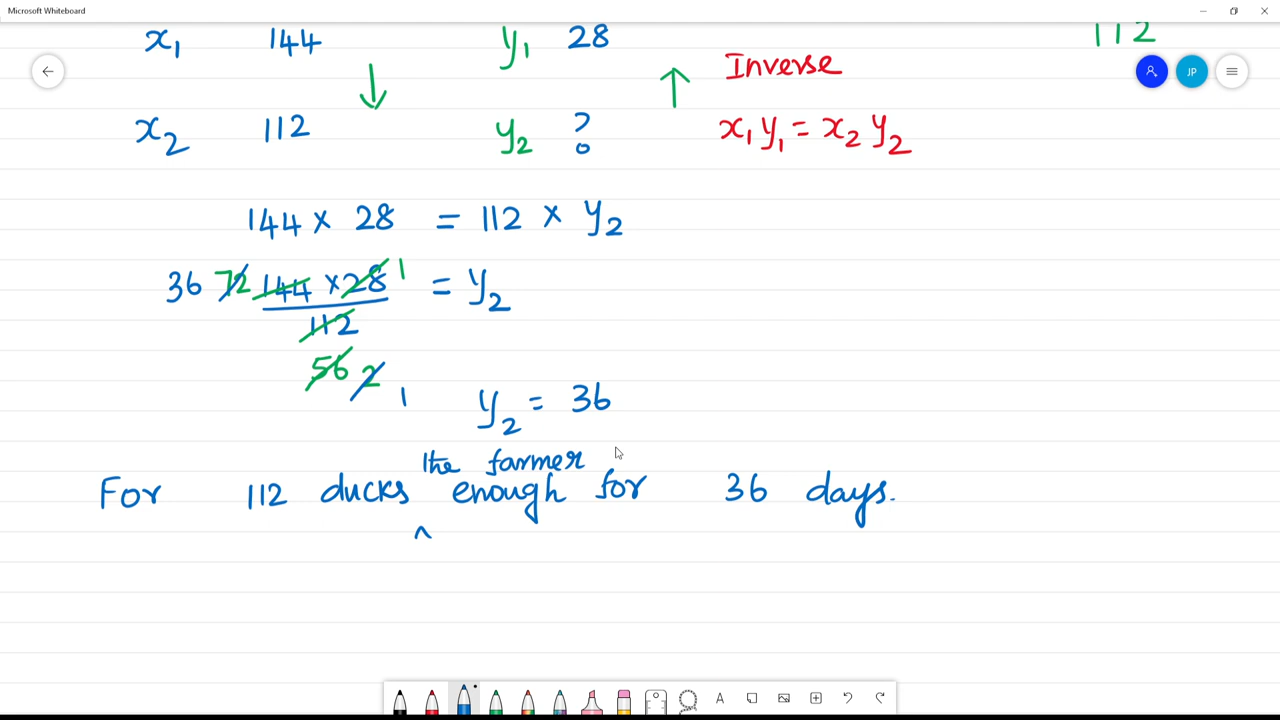 Microsoft Whiteboard
x₁ 144 y₁ 28 112
Inverse
JP
x₂ 112 y₂ ? x₁y₁ = x₂y₂
144 × 28 = 112 × y₂
36 72 144 × 28 1 = y₂
112
56 2 1
y₂ = 36
the farmer
For 112 ducks ^ enough for 36 days.
A